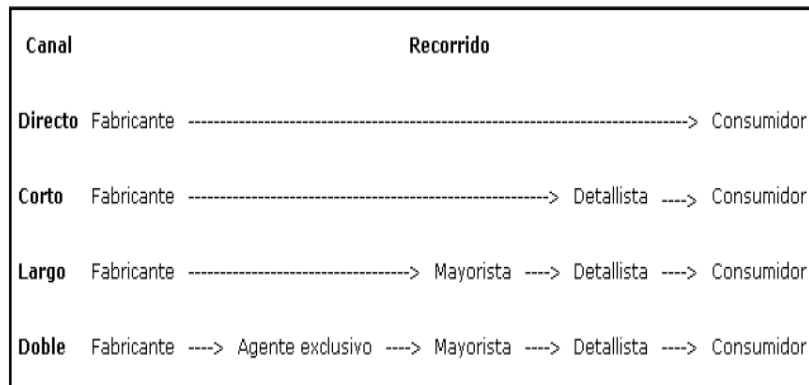 Canal Recorrido
Directo Fabricante --------------------------------------------------------------------------------> Consumidor
Corto Fabricante ----------------------------------------------------------> Detallista ----> Consumidor
Largo Fabricante -----------------------------------> Mayorista ----> Detallista ----> Consumidor
Doble Fabricante ----> Agente exclusivo ----> Mayorista ----> Detallista ----> Consumidor